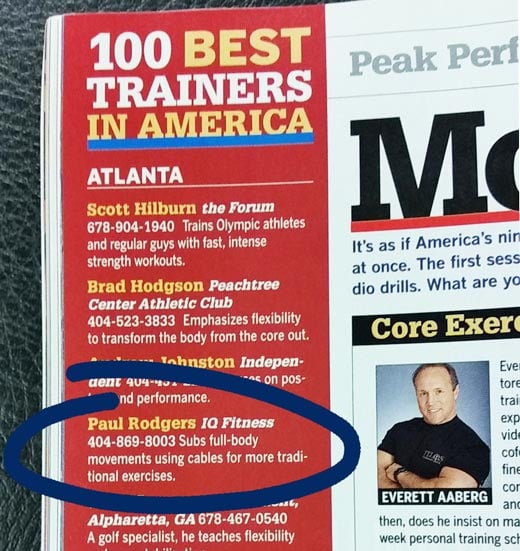 100 BEST
TRAINERS
IN AMERICA
ATLANTA
Scott Hilburn the Forum
678-904-1940 Trains Olympic athletes
and regular guys with fast, intense
strength workouts.
Brad Hodgson Peachtree
Center Athletic Club
404-523-3833 Emphasizes flexibility
to transform the body from the core out.
Johnston Indepen-
dent 404-
on pos-
nd performance.
Paul Rodgers IQ Fitness
404-869-8003 Subs full-body
movements using cables for more tradi-
tional exercises.
Alpharetta, GA 678-467-0540
A golf specialist, he teaches flexibility
Peak Perf
Mo
It's as if America's nin
at once. The first sess
dio drills. What are yo
Core Exerc
Eve
tore
trai
exp
vide
cofo
fine
cor
and
EVERETT AABERG
then, does he insist on ma
week personal training sch